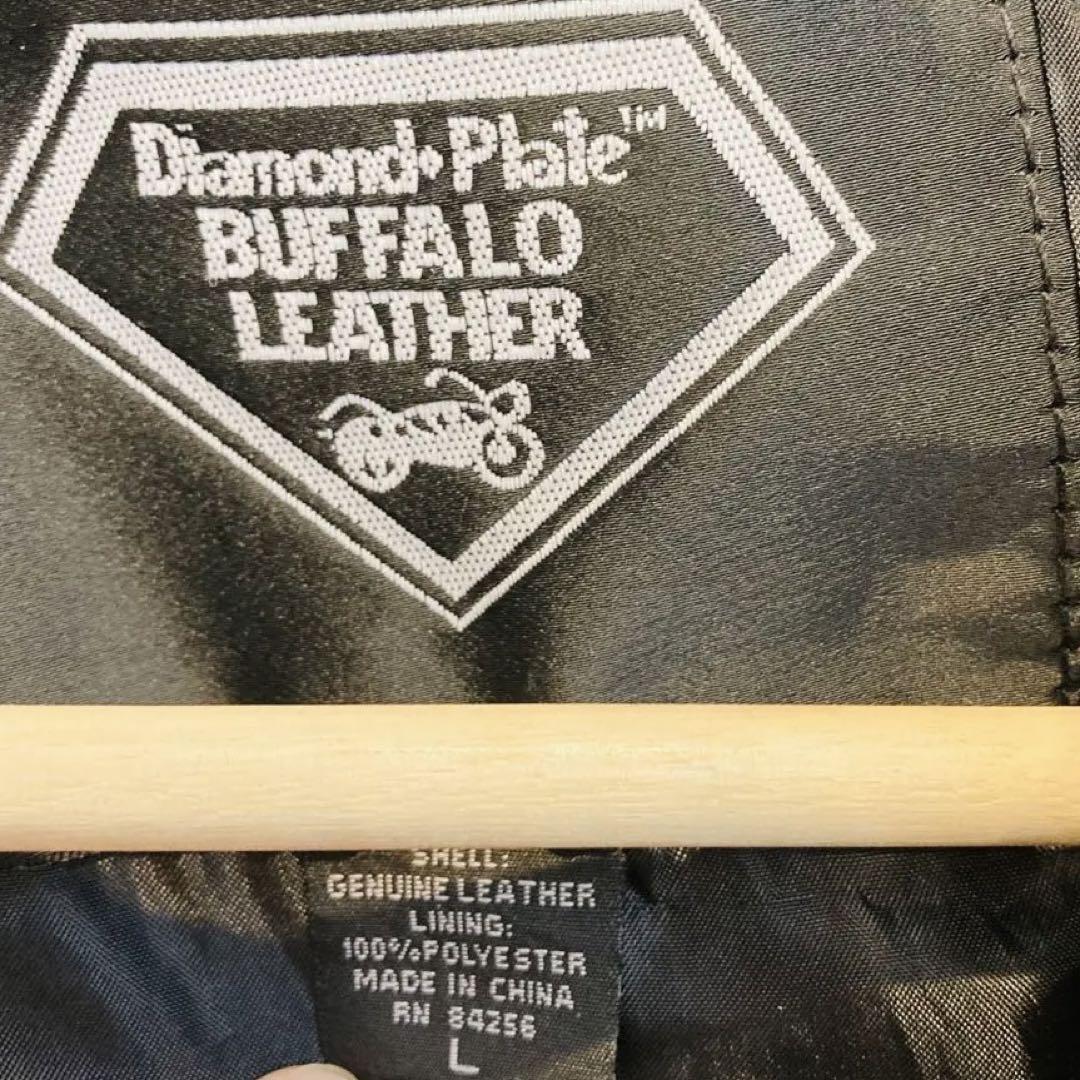 Diamond Plate™
BUFFALO
LEATHER
SHELL:
GENUINE LEATHER
LINING:
100%POLYESTER
MADE IN CHINA
RN 84256
L